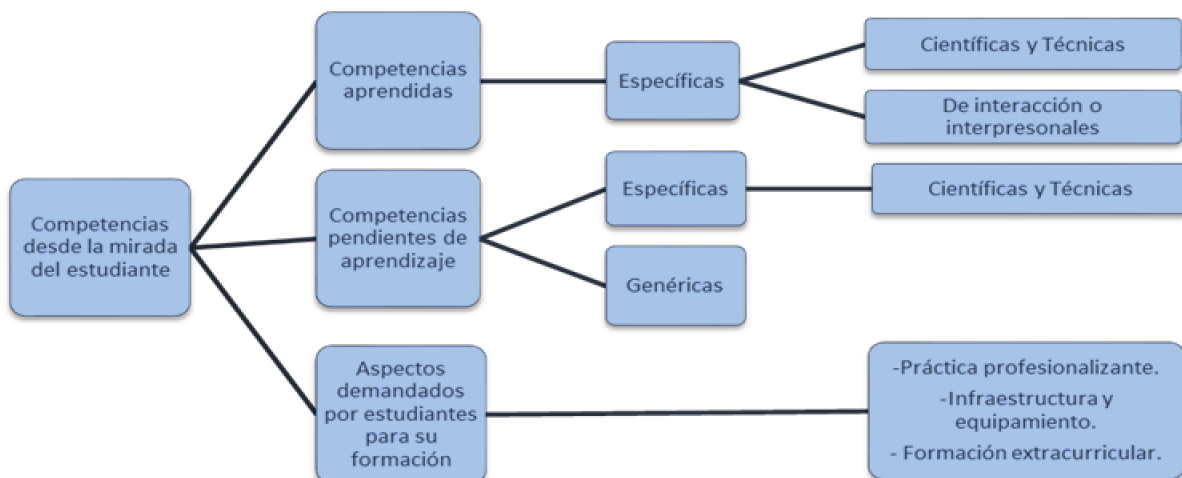 Competencias
desde la mirada
del estudiante
Competencias
aprendidas
Específicas
Científicas y Técnicas
De interacción o
interpresonales
Competencias
pendientes de
aprendizaje
Específicas
Científicas y Técnicas
Genéricas
Aspectos
demandados
por estudiantes
para su
formación
-Práctica profesionalizante.
-Infraestructura y
equipamiento.
- Formación extracurricular.